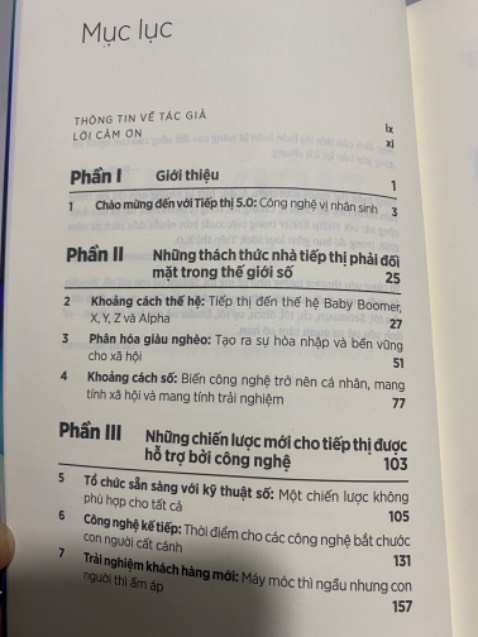 Mục lục
THÔNG TIN VỀ TÁC GIẢ ix
LỜI CẢM ƠN xi
Phần I Giới thiệu 1
1 Chào mừng đến với Tiếp thị 5.0: Công nghệ vị nhân sinh 3
Phần II Những thách thức nhà tiếp thị phải đối
mặt trong thế giới số 25
2 Khoảng cách thế hệ: Tiếp thị đến thế hệ Baby Boomer,
X, Y, Z và Alpha 27
3 Phân hóa giàu nghèo: Tạo ra sự hòa nhập và bền vững
cho xã hội 51
4 Khoảng cách số: Biến công nghệ trở nên cá nhân, mang
tính xã hội và mang tính trải nghiệm 77
Phần III Những chiến lược mới cho tiếp thị được
hỗ trợ bởi công nghệ 103
5 Tổ chức sẵn sàng với kỹ thuật số: Một chiến lược không
phù hợp cho tất cả 105
6 Công nghệ kế tiếp: Thời điểm cho các công nghệ bắt chước
con người cất cánh 131
7 Trải nghiệm khách hàng mới: Máy móc thì ngầu nhưng con
người thì ấm áp 157